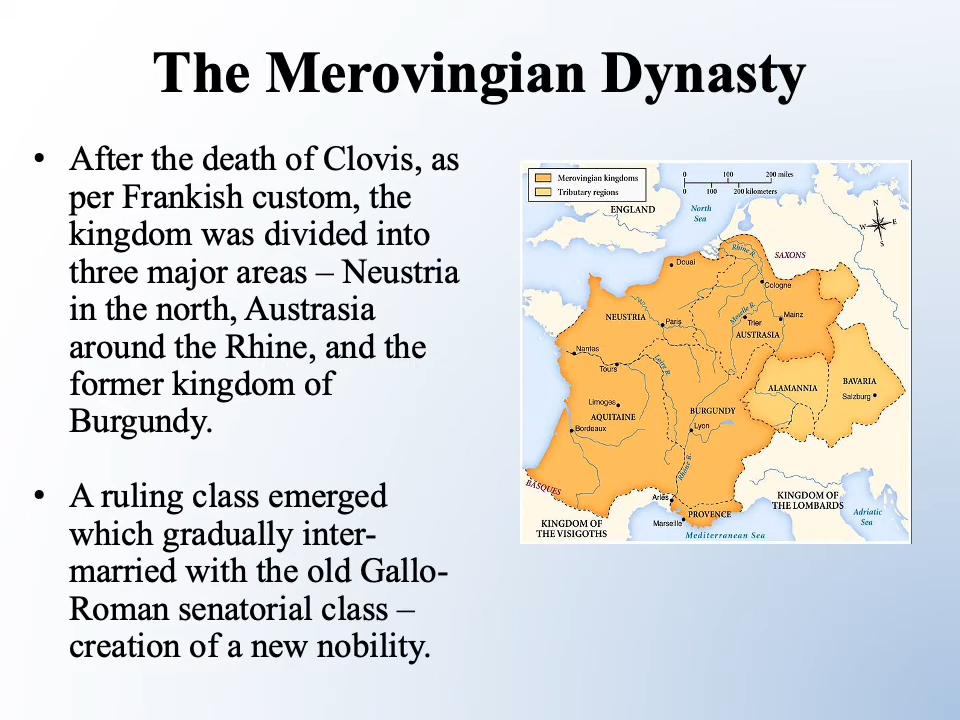 The Merovingian Dynasty
• After the death of Clovis, as
per Frankish custom, the
kingdom was divided into
three major areas – Neustria
in the north, Austrasia
around the Rhine, and the
former kingdom of
Burgundy.
• A ruling class emerged
which gradually inter-
married with the old Gallo-
Roman senatorial class –
creation of a new nobility.
Merovingian kingdoms
Tributary regions
0 100 200 miles
0 100 200 kilometers
ENGLAND
North
Sea
N
W E
S
SAXONS
Rhine R.
Douai
Cologne
NEUSTRIA
Paris
Moselle R.
Trier
Mainz
AUSTRASIA
Nantes
Tours
Loire R.
ALAMANNIA
BAVARIA
Salzburg
Limoges
AQUITAINE
BURGUNDY
Bordeaux
Lyon
Rhône R.
BASQUES
Arles
PROVENCE
Marseille
KINGDOM OF
THE VISIGOTHS
KINGDOM OF
THE LOMBARDS
Adriatic
Sea
Mediterranean Sea